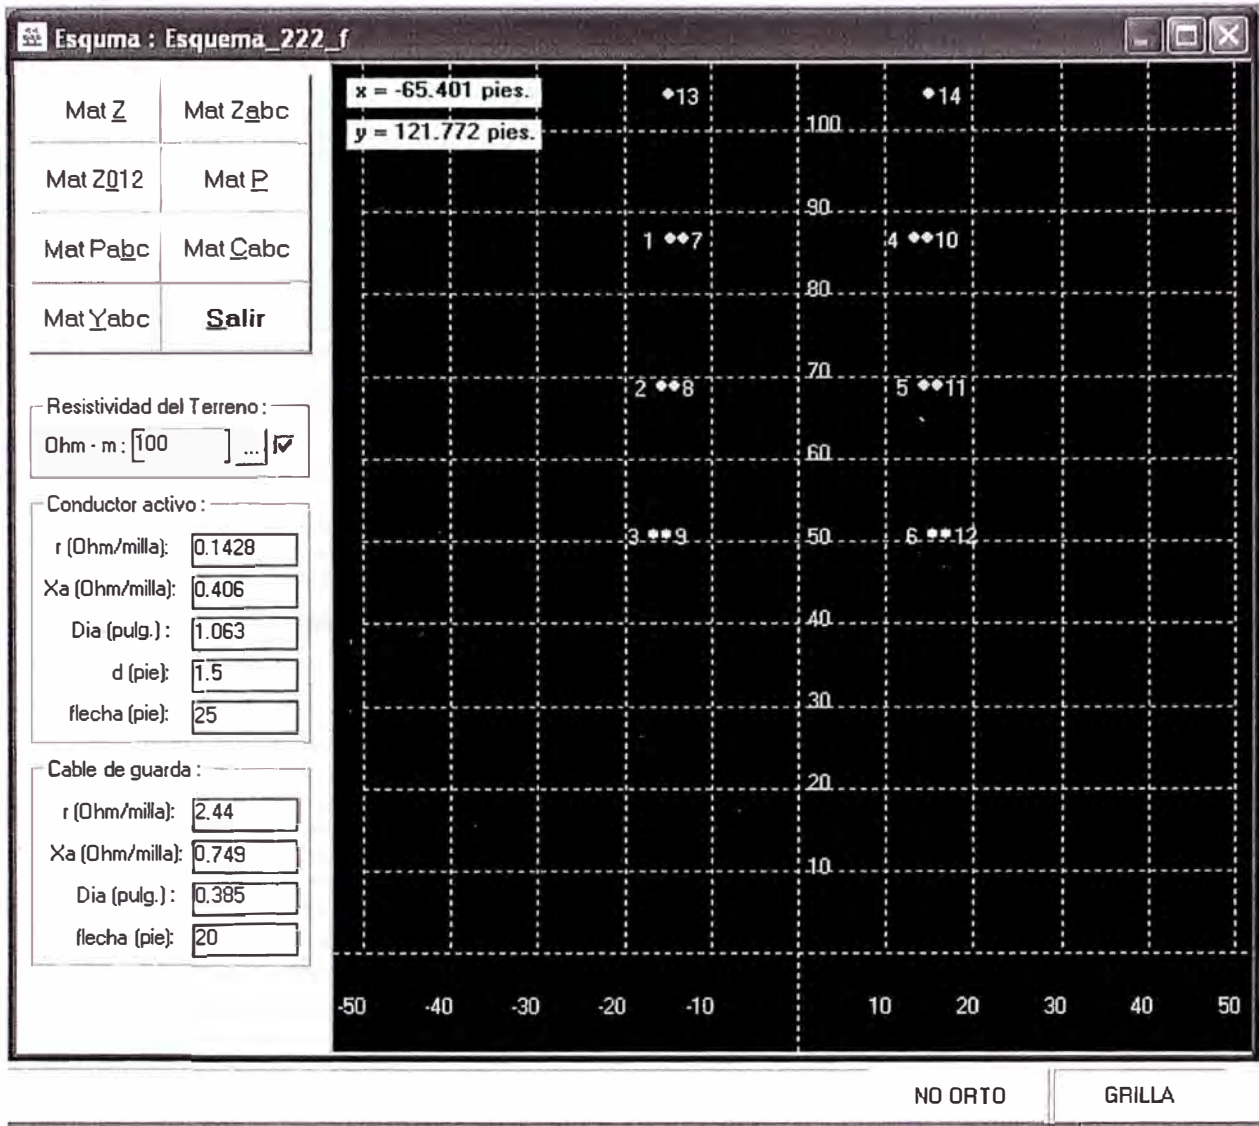 Esquma : Esquema_222_f
Mat Z Mat Zabc
Mat Z012 Mat P
Mat Pabc Mat Cabc
Mat Yabc Salir
Resistividad del Terreno :
Ohm - m : 100 ...
Conductor activo :
r (Ohm/milla): 0.1428
Xa (Ohm/milla): 0.406
Dia (pulg.) : 1.063
d (pie): 1.5
flecha (pie): 25
Cable de guarda :
r (Ohm/milla): 2.44
Xa (Ohm/milla): 0.749
Dia (pulg.) : 0.385
flecha (pie): 20
x = -65.401 pies.
y = 121.772 pies.
13 14
100
90
1 7 4 10
80
70
2 8 5 11
60
3 9 50 6 12
40
30
20
10
-50 -40 -30 -20 -10 10 20 30 40 50
NO ORTO GRILLA